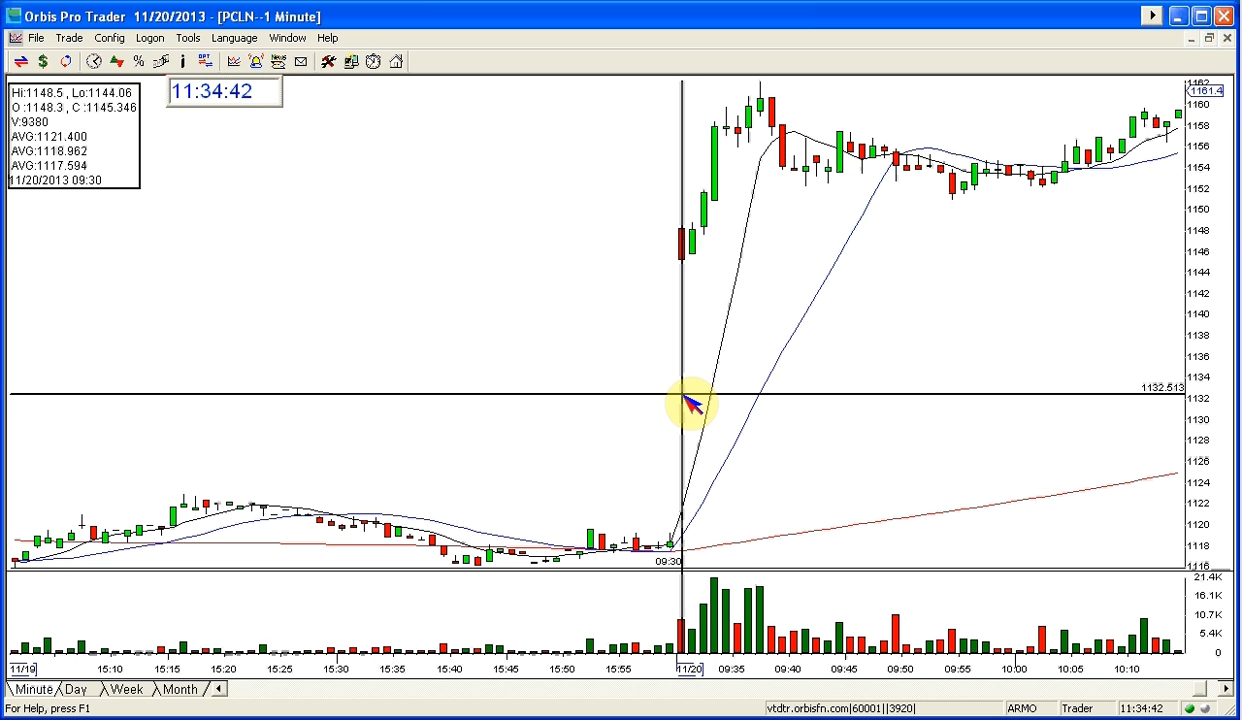 Orbis Pro Trader 11/20/2013 - [PCLN--1 Minute]
File Trade Config Logon Tools Language Window Help
11:34:42
Hi:1148.5 , Lo:1144.06
O :1148.3 , C :1145.346
V:9380
AVG:1121.400
AVG:1118.962
AVG:1117.594
11/20/2013 09:30
1162
1161.4
1160
1158
1156
1154
1152
1150
1148
1146
1144
1142
1140
1138
1136
1134
1132.513
1132
1130
1128
1126
1124
1122
1120
1118
1116
09:30
21.4K
16.1K
10.7K
5.4K
0
11/19 15:10 15:15 15:20 15:30 15:35 15:40 15:45 15:50 15:55 11/20 09:35 09:40 09:45 09:50 09:55 10:00 10:05 10:10
Minute Day Week Month
For Help, press F1 vtdtr.orbisfn.com|60001||3920| ARMO Trader 11:34:42